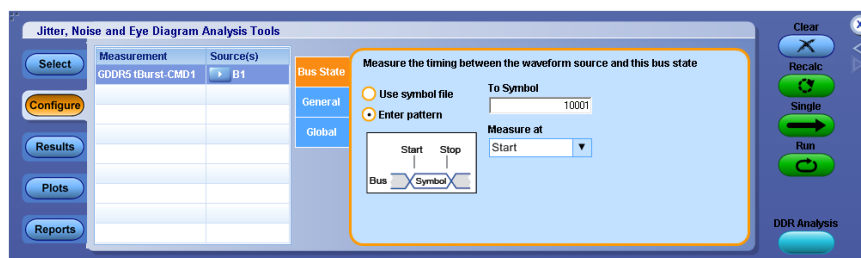 Jitter, Noise and Eye Diagram Analysis Tools
Clear
Select
Measurement Source(s)
GDDR5 tBurst-CMD1 B1
Bus State
Measure the timing between the waveform source and this bus state
Recalc
Use symbol file
To Symbol
Configure
General
10001
Single
Enter pattern
Global
Measure at
Results
Start Stop
Start
Run
Bus Symbol
Plots
Reports
DDR Analysis